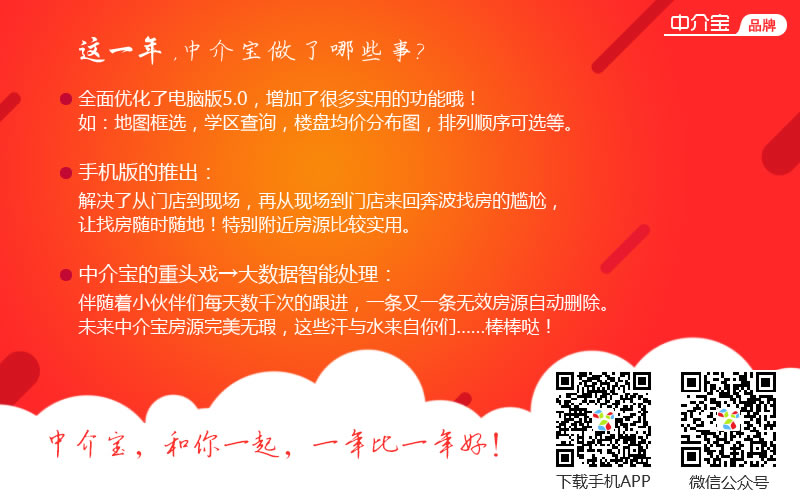 中介宝 品牌
这一年,中介宝做了哪些事?
全面优化了电脑版5.0，增加了很多实用的功能哦！
如：地图框选，学区查询，楼盘均价分布图，排列顺序可选等。
手机版的推出：
解决了从门店到现场，再从现场到门店来回奔波找房的尴尬，
让找房随时随地！特别附近房源比较实用。
中介宝的重头戏→大数据智能处理：
伴随着小伙伴们每天数千次的跟进，一条又一条无效房源自动删除。
未来中介宝房源完美无瑕，这些汗与水来自你们......棒棒哒！
中介宝，和你一起，一年比一年好！
下载手机APP
微信公众号